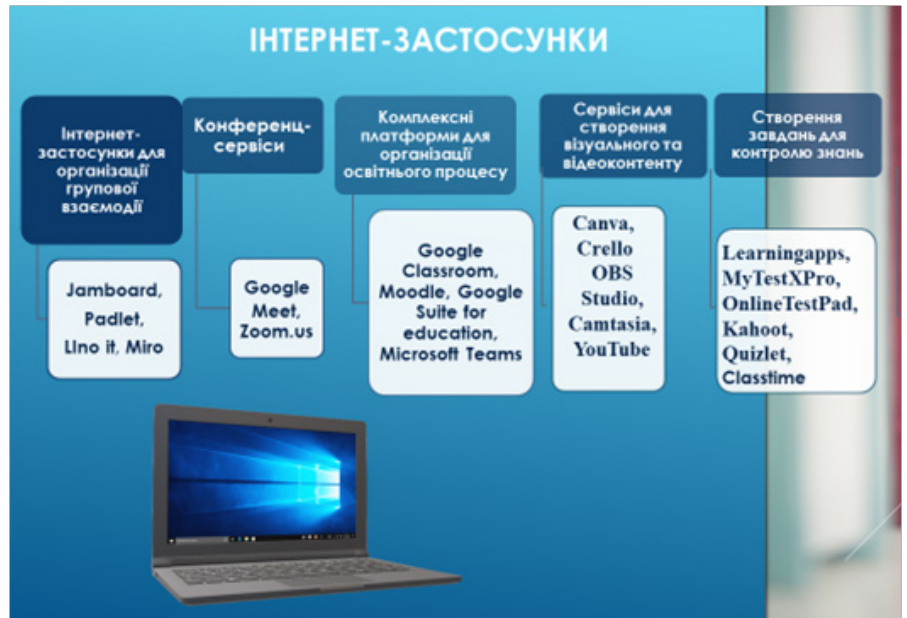 ІНТЕРНЕТ-ЗАСТОСУНКИ
Інтернет-
застосунки для
організації
групової
взаємодії
Jamboard,
Padlet,
LIno it, Miro
Конференц-
сервіси
Google
Meet,
Zoom.us
Комплексні
платформи для
організації
освітнього процесу
Google
Classroom,
Moodle, Google
Suite for
education,
Microsoft Teams
Сервіси для
створення
візуального та
відеоконтенту
Canva,
Crello
OBS
Studio,
Camtasia,
YouTube
Створення
завдань для
контролю знань
Learningapps,
MyTestXPro,
OnlineTestPad,
Kahoot,
Quizlet,
Classtime